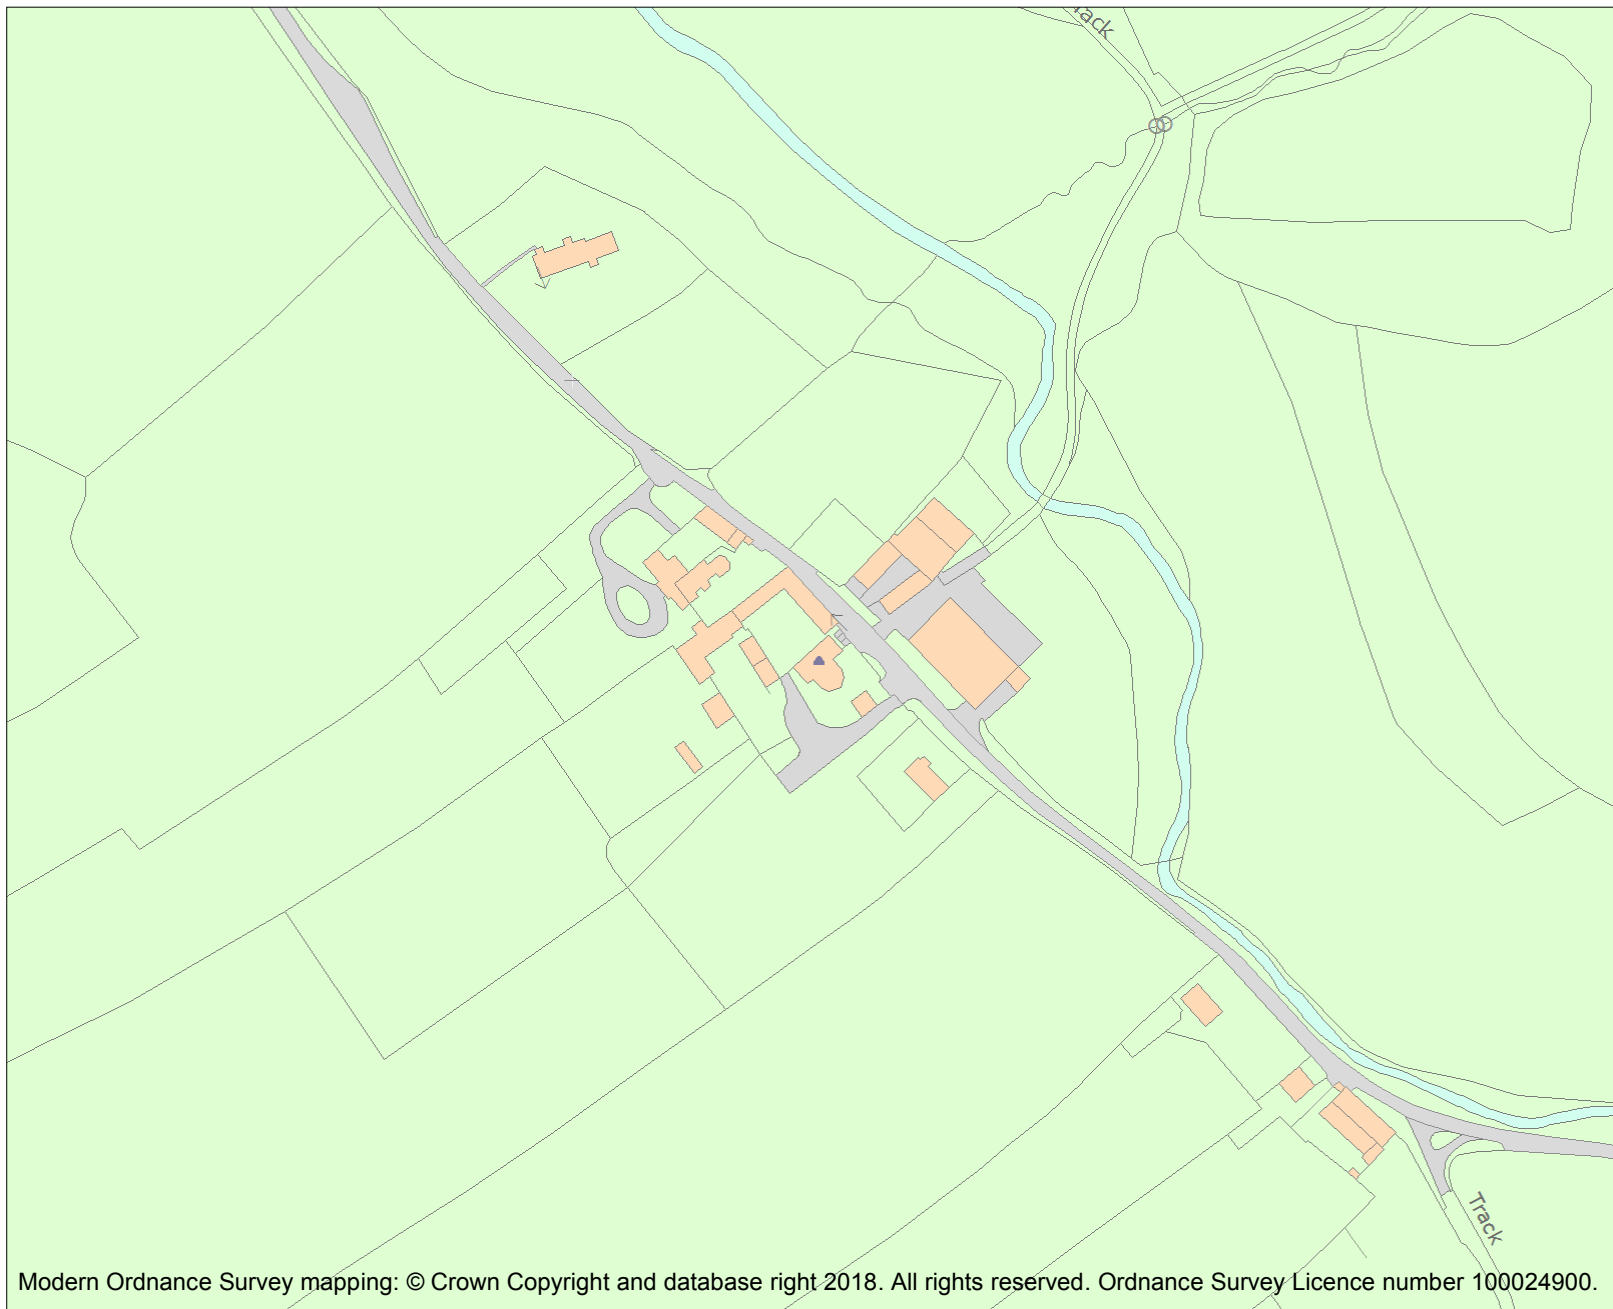 Track
Track
Modern Ordnance Survey mapping: © Crown Copyright and database right 2018. All rights reserved. Ordnance Survey Licence number 100024900.